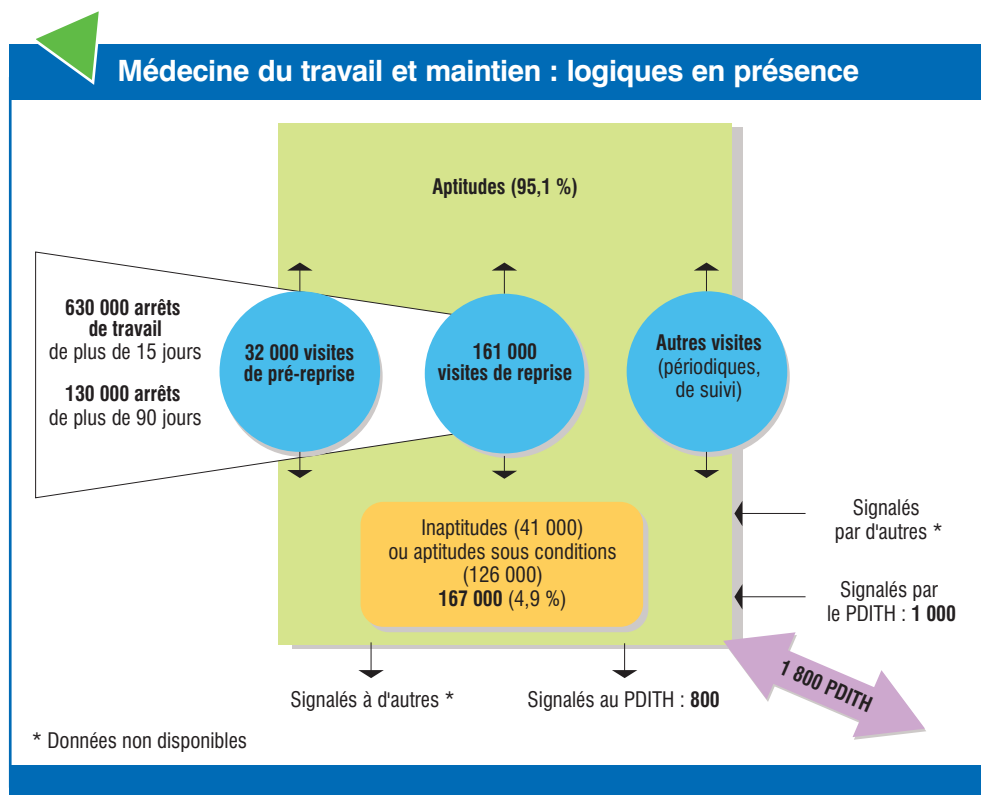 Médecine du travail et maintien : logiques en présence
Aptitudes (95,1 %)
630 000 arrêts
de travail
de plus de 15 jours
130 000 arrêts
de plus de 90 jours
32 000 visites
de pré-reprise
161 000
visites de reprise
Autres visites
(périodiques,
de suivi)
Inaptitudes (41 000)
ou aptitudes sous conditions
(126 000)
167 000 (4,9 %)
Signalés
par d'autres *
Signalés par
le PDITH : 1 000
1 800 PDITH
Signalés à d'autres *
Signalés au PDITH : 800
* Données non disponibles